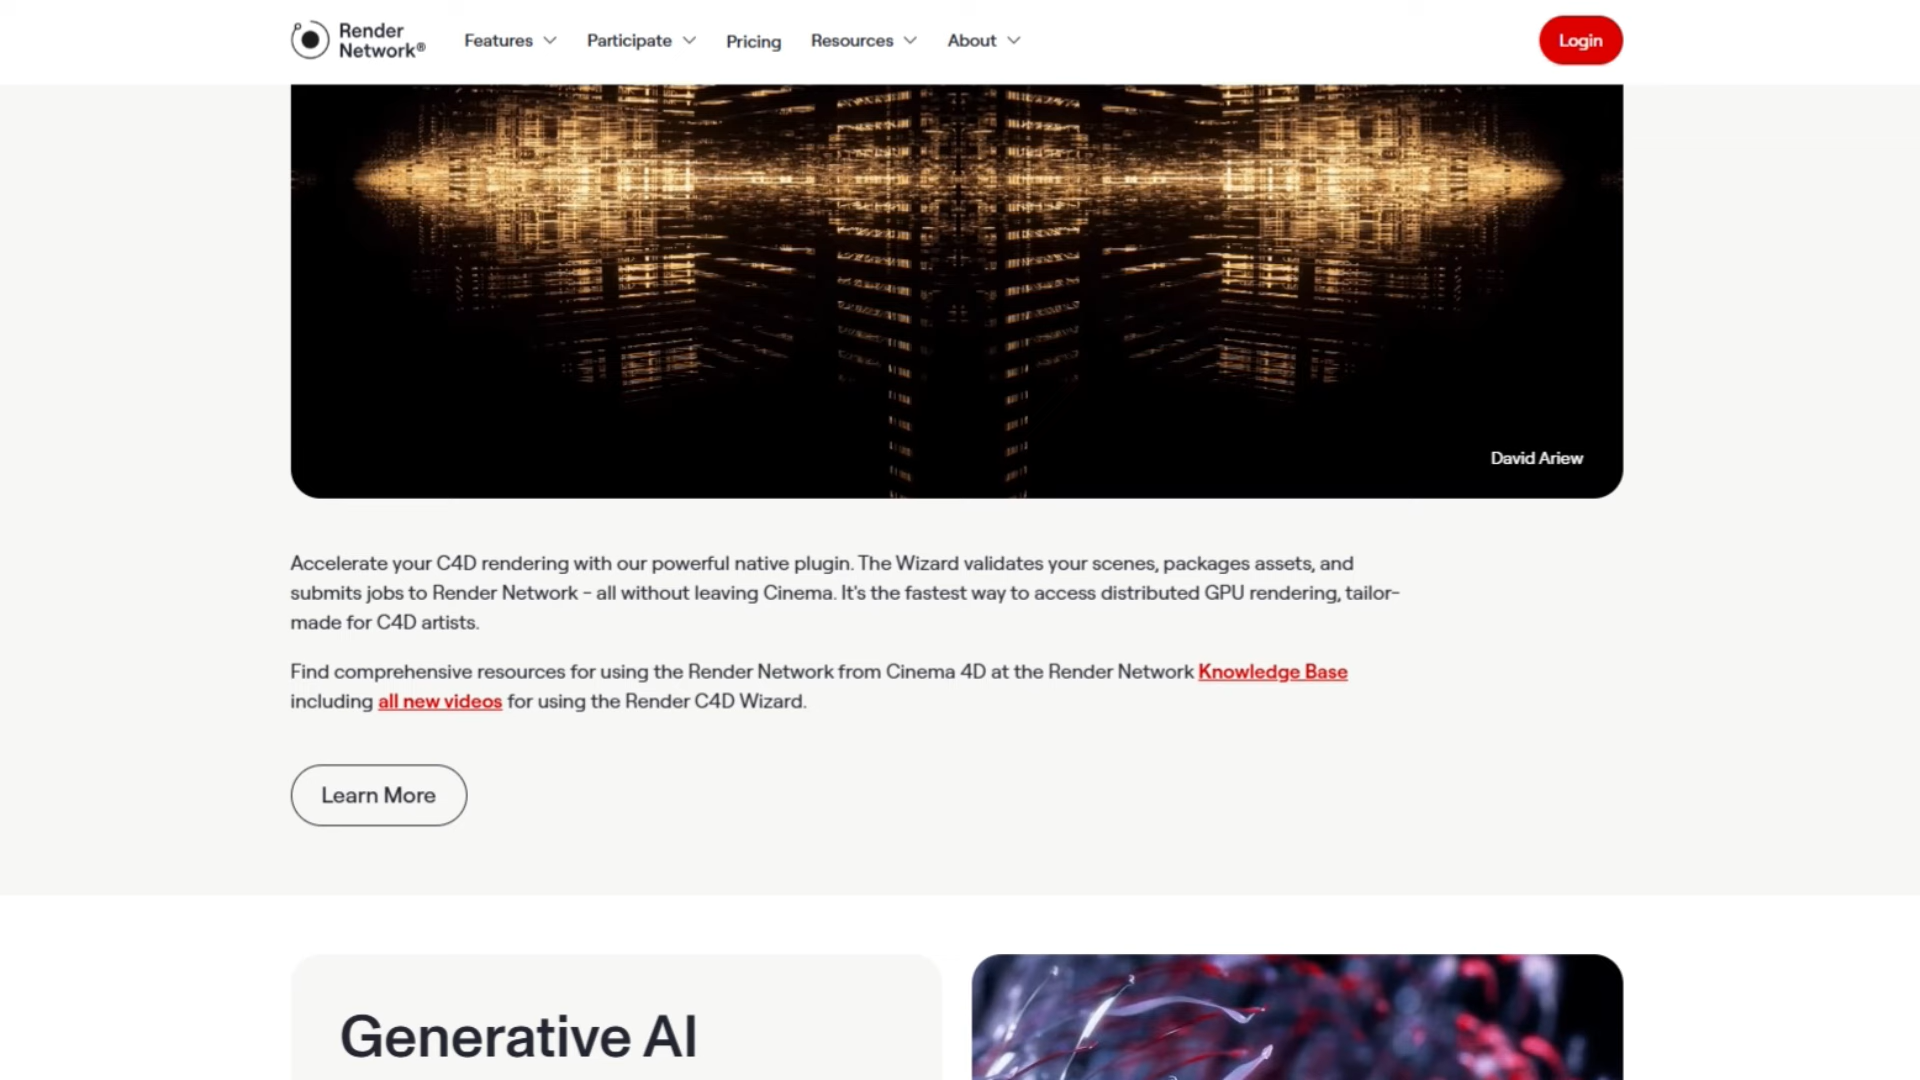 Render
Network®
Features
Participate
Pricing
Resources
About
Login
David Ariew
Accelerate your C4D rendering with our powerful native plugin. The Wizard validates your scenes, packages assets, and
submits jobs to Render Network - all without leaving Cinema. It's the fastest way to access distributed GPU rendering, tailor-
made for C4D artists.
Find comprehensive resources for using the Render Network from Cinema 4D at the Render Network Knowledge Base
including all new videos for using the Render C4D Wizard.
Learn More
Generative AI